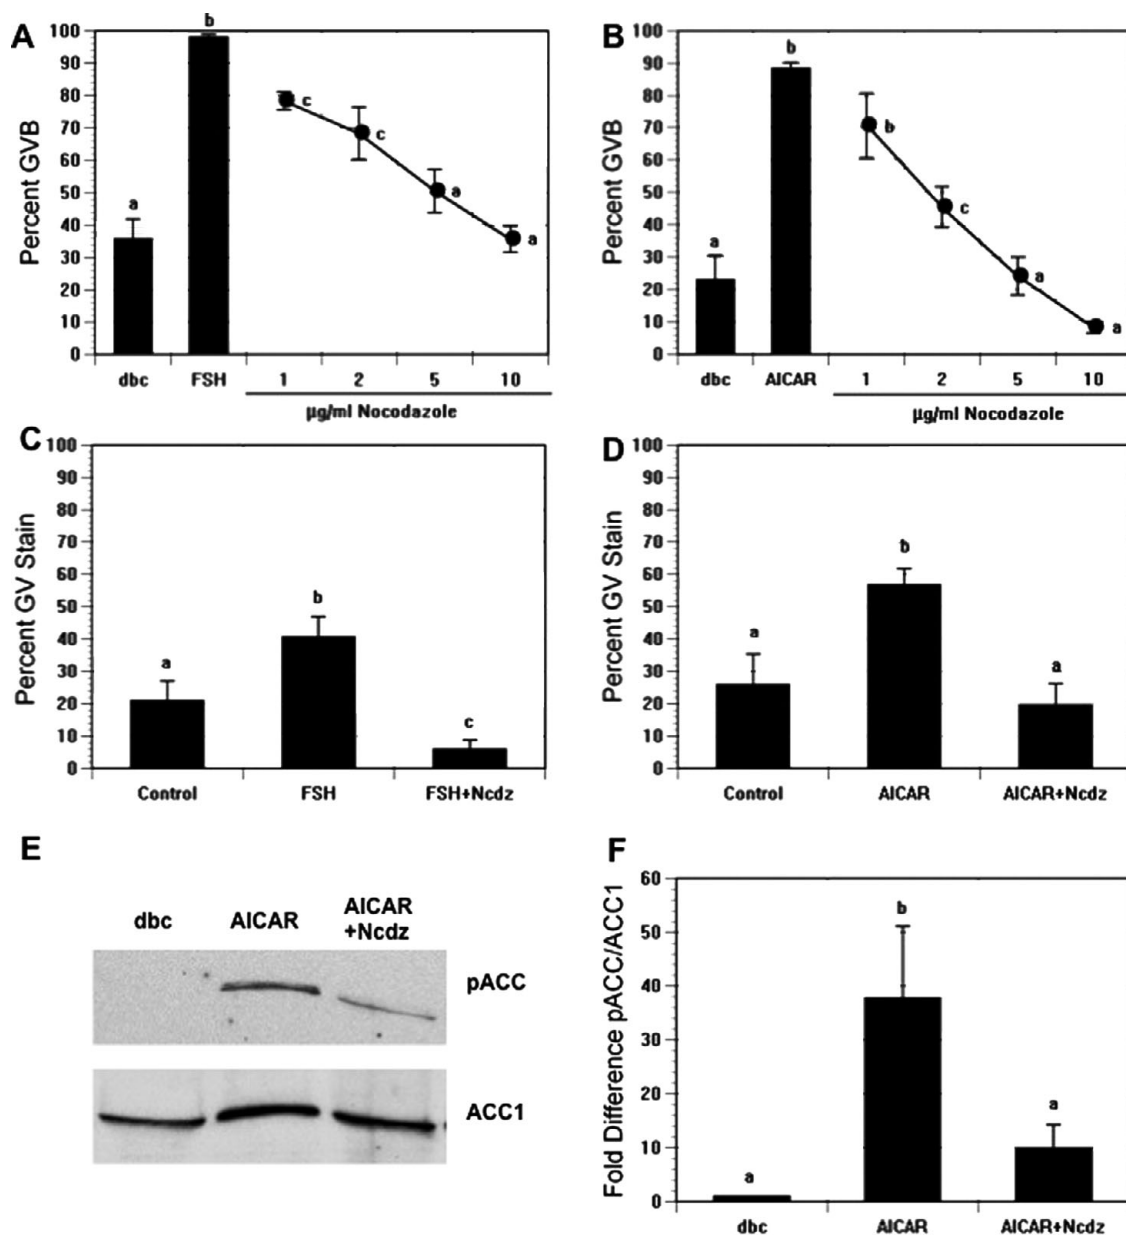 A
Percent GVB
100
90
80
70
60
50
40
30
20
10
0
a
b
c
c
a
a
dbc
FSH
1
2
5
10
µg/ml Nocodazole
B
Percent GVB
100
90
80
70
60
50
40
30
20
10
0
a
b
b
c
a
a
dbc
AICAR
1
2
5
10
µg/ml Nocodazole
C
Percent GV Stain
100
90
80
70
60
50
40
30
20
10
0
a
b
c
Control
FSH
FSH+Ncdz
D
Percent GV Stain
100
90
80
70
60
50
40
30
20
10
0
a
b
a
Control
AICAR
AICAR+Ncdz
E
dbc
AICAR
AICAR
+Ncdz
pACC
ACC1
F
Fold Difference pACC/ACC1
60
50
40
30
20
10
0
a
b
a
dbc
AICAR
AICAR+Ncdz